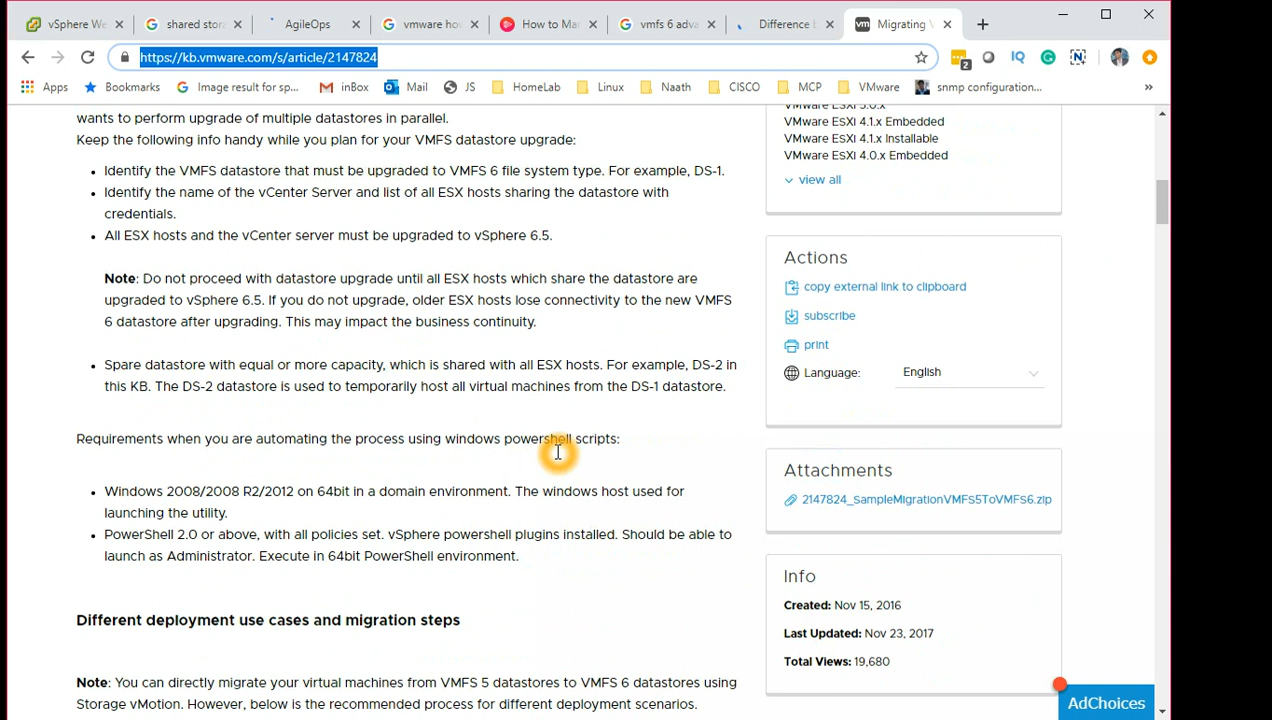 vSphere We
shared stor
AgileOps
vmware ho
How to Ma
vmfs 6 adva
Difference b
vm Migrating V
https://kb.vmware.com/s/article/2147824
2
Apps
Bookmarks
Image result for sp...
inBox
Mail
JS
HomeLab
Linux
Naath
CISCO
MCP
VMware
snmp configuration...
»
wants to perform upgrade of multiple datastores in parallel.
Keep the following info handy while you plan for your VMFS datastore upgrade:
• Identify the VMFS datastore that must be upgraded to VMFS 6 file system type. For example, DS-1.
• Identify the name of the vCenter Server and list of all ESX hosts sharing the datastore with
credentials.
• All ESX hosts and the vCenter server must be upgraded to vSphere 6.5.
Note: Do not proceed with datastore upgrade until all ESX hosts which share the datastore are
upgraded to vSphere 6.5. If you do not upgrade, older ESX hosts lose connectivity to the new VMFS
6 datastore after upgrading. This may impact the business continuity.
• Spare datastore with equal or more capacity, which is shared with all ESX hosts. For example, DS-2 in
this KB. The DS-2 datastore is used to temporarily host all virtual machines from the DS-1 datastore.
Requirements when you are automating the process using windows powershell scripts:
• Windows 2008/2008 R2/2012 on 64bit in a domain environment. The windows host used for
launching the utility.
• PowerShell 2.0 or above, with all policies set. vSphere powershell plugins installed. Should be able to
launch as Administrator. Execute in 64bit PowerShell environment.
Different deployment use cases and migration steps
Note: You can directly migrate your virtual machines from VMFS 5 datastores to VMFS 6 datastores using
Storage vMotion. However, below is the recommended process for different deployment scenarios.
VMware ESXi 5.0.x
VMware ESXi 4.1.x Embedded
VMware ESXi 4.1.x Installable
VMware ESXi 4.0.x Embedded
view all
Actions
copy external link to clipboard
subscribe
print
Language: English
Attachments
2147824_SampleMigrationVMFS5ToVMFS6.zip
Info
Created: Nov 15, 2016
Last Updated: Nov 23, 2017
Total Views: 19,680
AdChoices